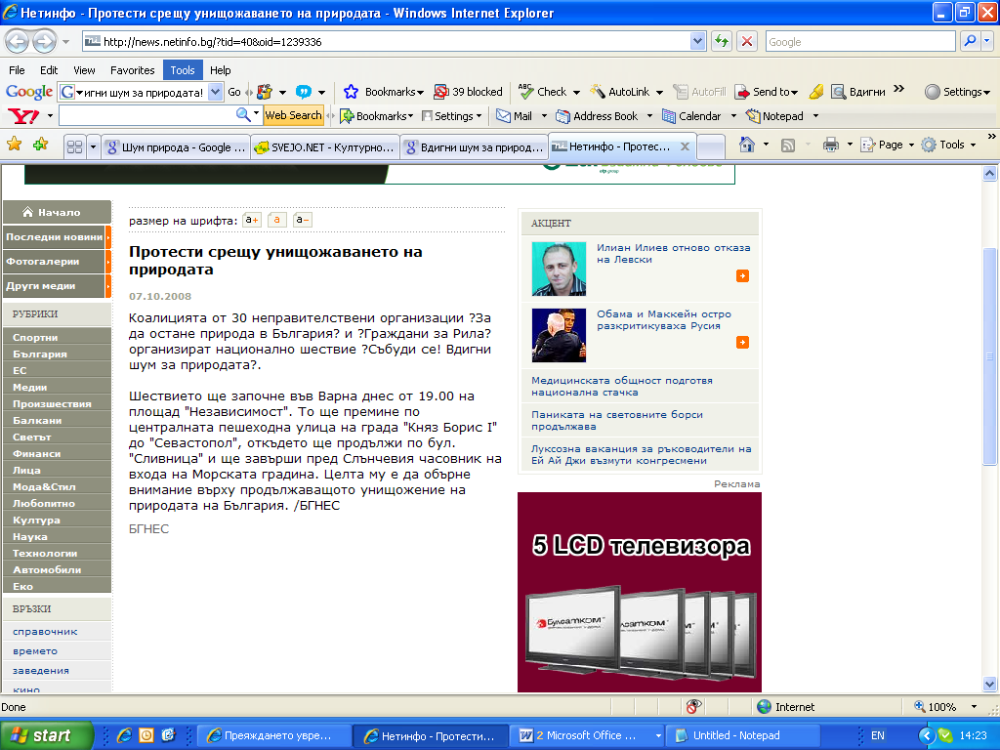 Нетинфо - Протести срещу унищожаването на природата - Windows Internet Explorer
http://news.netinfo.bg/?tid=40&oid=1239336
Google
File Edit View Favorites Tools Help
Google игни шум за природата! Go Bookmarks 39 blocked Check AutoLink AutoFill Send to Вдигни Settings
Y! Web Search Bookmarks Settings Mail Address Book Calendar Notepad
Шум природа - Google ... SVEJO.NET - Културно... Вдигни шум за природ... Нетинфо - Протес... Page Tools
размер на шрифта: a+ a a−
Протести срещу унищожаването на
природата
07.10.2008
Коалицията от 30 неправителствени организации ?За
да остане природа в България? и ?Граждани за Рила?
организират национално шествие ?Събуди се! Вдигни
шум за природата?.
Шествието ще започне във Варна днес от 19.00 на
площад "Независимост". То ще премине по
централната пешеходна улица на града "Княз Борис I"
до "Севастопол", откъдето ще продължи по бул.
"Сливница" и ще завърши пред Слънчевия часовник на
входа на Морската градина. Целта му е да обърне
внимание върху продължаващото унищожение на
природата на България. /БГНЕС
БГНЕС
Начало
Последни новини
Фотогалерии
Други медии
РУБРИКИ
Спортни
България
ЕС
Медии
Произшествия
Балкани
Светът
Финанси
Лица
Мода&Стил
Любопитно
Култура
Наука
Технологии
Автомобили
Еко
ВРЪЗКИ
справочник
времето
заведения
кино
АКЦЕНТ
Илиан Илиев отново отказа
на Левски
Обама и Маккейн остро
разкритикуваха Русия
Медицинската общност подготвя
национална стачка
Паниката на световните борси
продължава
Луксозна ваканция за ръководители на
Ей Ай Джи възмути конгресмени
Реклама
5 LCD телевизора
Булсатком
Булсатком
Done Internet 100%
start Преяждането увре... Нетинфо - Протести... 2 Microsoft Office ... Untitled - Notepad EN 14:23